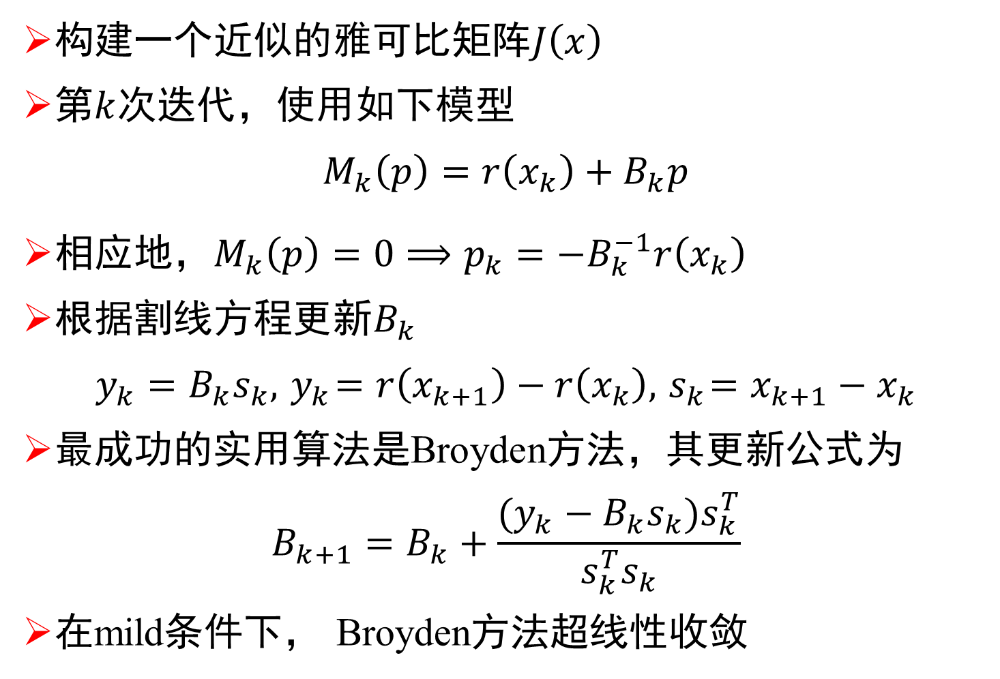 ➢构建一个近似的雅可比矩阵J(x)
➢第k次迭代，使用如下模型
M_k(p) = r(x_k) + B_k p
➢相应地，M_k(p) = 0 ⟹ p_k = −B_k^{−1} r(x_k)
➢根据割线方程更新B_k
y_k = B_k s_k, y_k = r(x_{k+1}) − r(x_k), s_k = x_{k+1} − x_k
➢最成功的实用算法是Broyden方法，其更新公式为
B_{k+1} = B_k + \frac{(y_k − B_k s_k)s_k^T}{s_k^T s_k}
➢在mild条件下， Broyden方法超线性收敛